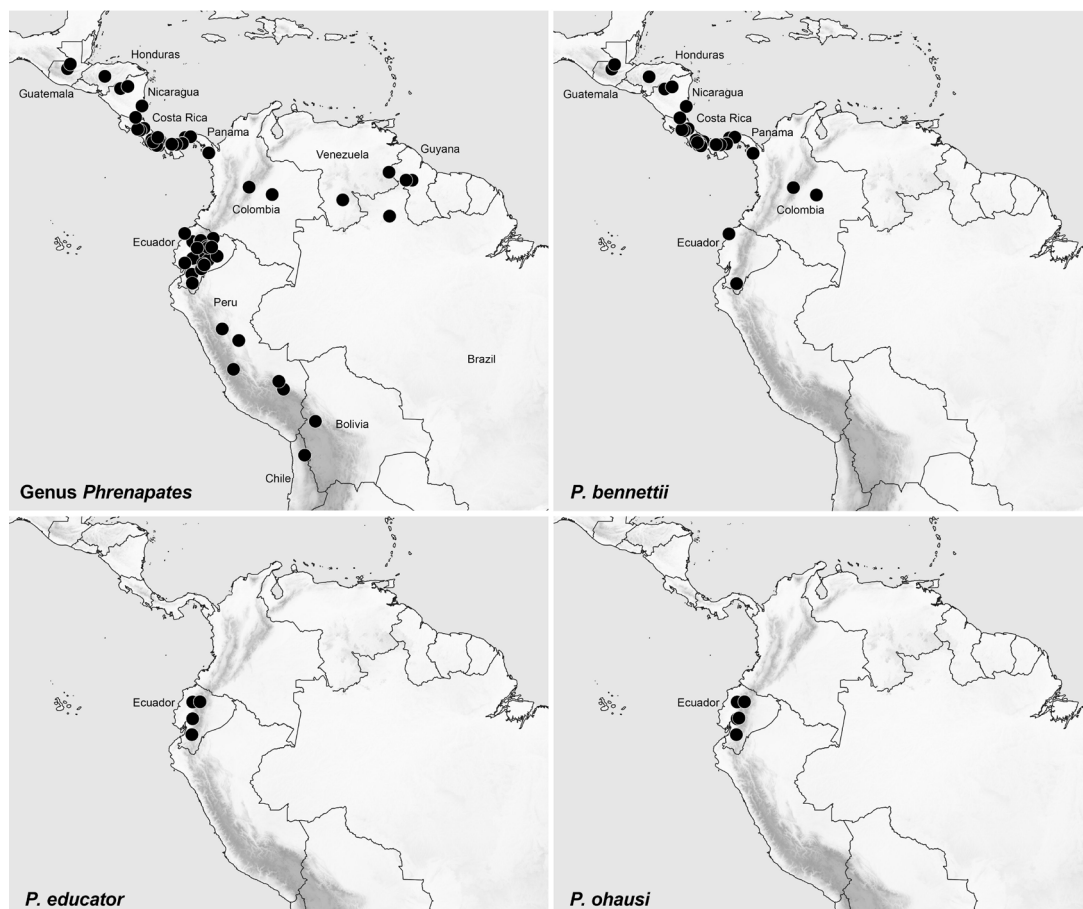 Honduras
Guatemala
Nicaragua
Costa Rica
Panama
Venezuela
Guyana
Colombia
Ecuador
Peru
Brazil
Bolivia
Chile
Genus Phrenapates
Honduras
Guatemala
Nicaragua
Costa Rica
Panama
Colombia
Ecuador
P. bennettii
Ecuador
P. educator
Ecuador
P. ohausi